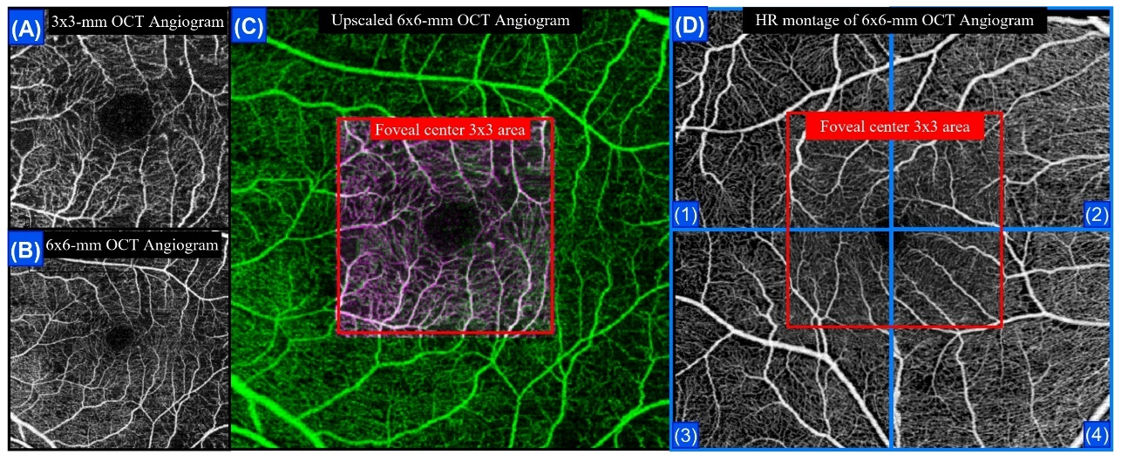 (A)
3x3-mm OCT Angiogram
(B)
6x6-mm OCT Angiogram
(C)
Upscaled 6x6-mm OCT Angiogram
Foveal center 3x3 area
(D)
HR montage of 6x6-mm OCT Angiogram
Foveal center 3x3 area
(1)
(2)
(3)
(4)